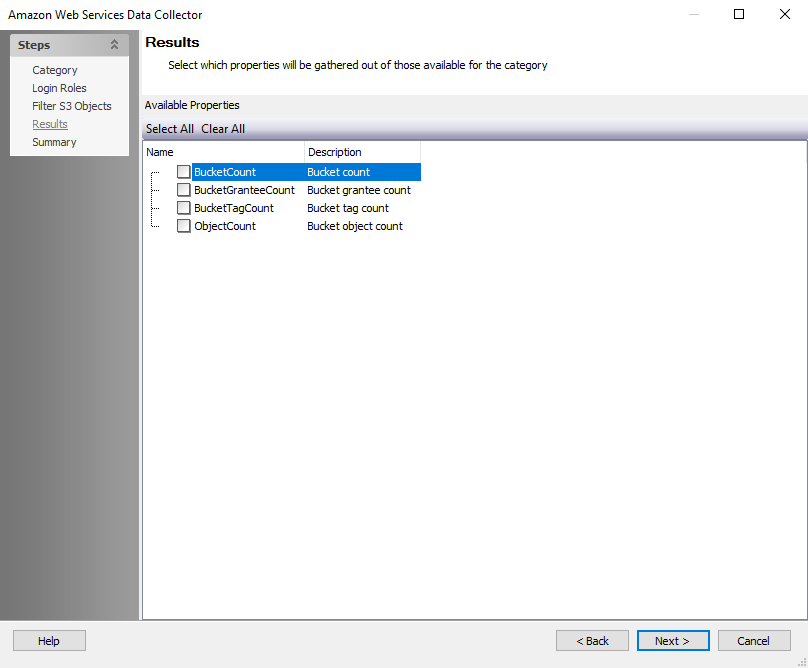 Amazon Web Services Data Collector
Steps
Category
Login Roles
Filter S3 Objects
Results
Summary
Results
Select which properties will be gathered out of those available for the category
Available Properties
Select All Clear All
Name Description
BucketCount Bucket count
BucketGranteeCount Bucket grantee count
BucketTagCount Bucket tag count
ObjectCount Bucket object count
Help < Back Next > Cancel